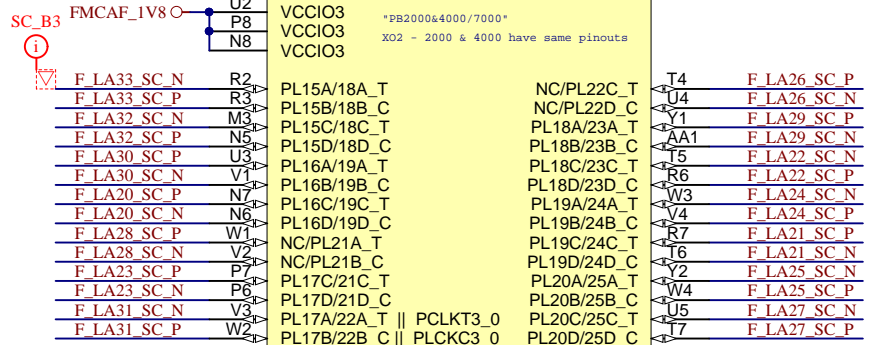 U2 VCCIO3 "PB2000&4000/7000"
SC_B3 FMCAF_1V8 P8 VCCIO3
i N8 VCCIO3 XO2 - 2000 & 4000 have same pinouts
F_LA33_SC_N R2 PL15A/18A_T NC/PL22C_T T4 F_LA26_SC_P
F_LA33_SC_P R3 PL15B/18B_C NC/PL22D_C U4 F_LA26_SC_N
F_LA32_SC_N M3 PL15C/18C_T PL18A/23A_T Y1 F_LA29_SC_P
F_LA32_SC_P N5 PL15D/18D_C PL18B/23B_C AA1 F_LA29_SC_N
F_LA30_SC_P U3 PL16A/19A_T PL18C/23C_T T5 F_LA22_SC_N
F_LA30_SC_N V1 PL16B/19B_C PL18D/23D_C R6 F_LA22_SC_P
F_LA20_SC_P N7 PL16C/19C_T PL19A/24A_T W3 F_LA24_SC_N
F_LA20_SC_N N6 PL16D/19D_C PL19B/24B_C V4 F_LA24_SC_P
F_LA28_SC_P W1 NC/PL21A_T PL19C/24C_T R7 F_LA21_SC_P
F_LA28_SC_N V2 NC/PL21B_C PL19D/24D_C T6 F_LA21_SC_N
F_LA23_SC_P P7 PL17C/21C_T PL20A/25A_T Y2 F_LA25_SC_N
F_LA23_SC_N P6 PL17D/21D_C PL20B/25B_C W4 F_LA25_SC_P
F_LA31_SC_N V3 PL17A/22A_T || PCLKT3_0 PL20C/25C_T U5 F_LA27_SC_N
F_LA31_SC_P W2 PL17B/22B_C || PLCKC3_0 PL20D/25D_C T7 F_LA27_SC_P